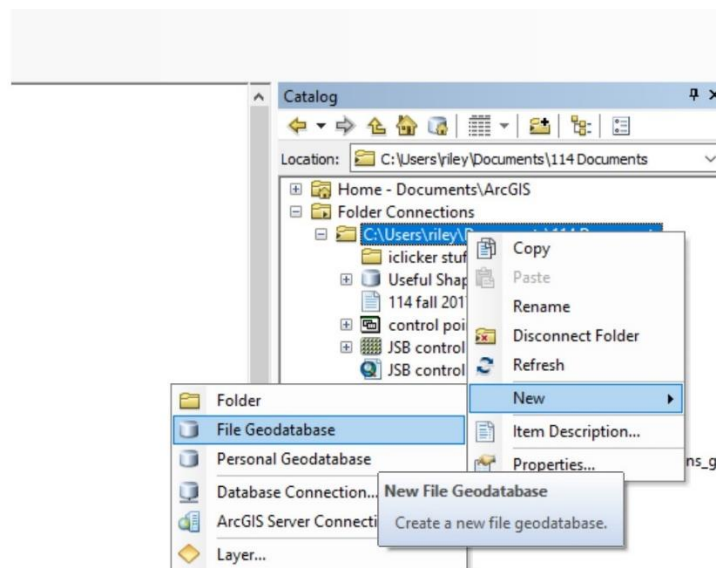 Catalog
Location: C:\Users\riley\Documents\114 Documents
Home - Documents\ArcGIS
Folder Connections
C:\Users\riley\
iclicker stuf
Useful Shap
114 fall 201
control poi
JSB control
JSB control
Copy
Paste
Rename
Disconnect Folder
Refresh
New
Item Description...
Properties...
ns_g
Folder
File Geodatabase
Personal Geodatabase
Database Connection...
ArcGIS Server Connecti
Layer...
New File Geodatabase
Create a new file geodatabase.